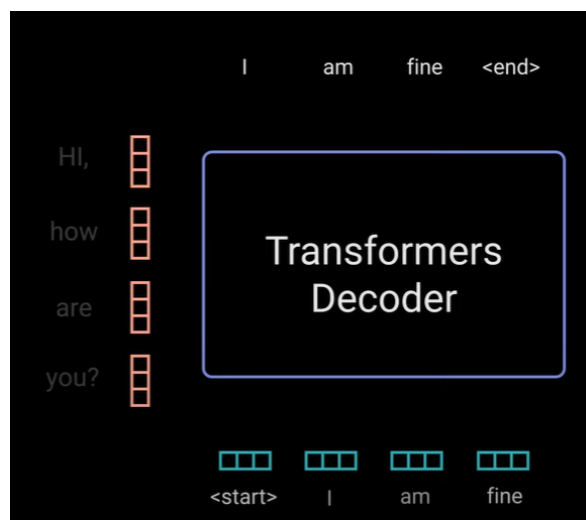 I am fine <end>
HI,
how
are
you?
Transformers
Decoder
<start> I am fine